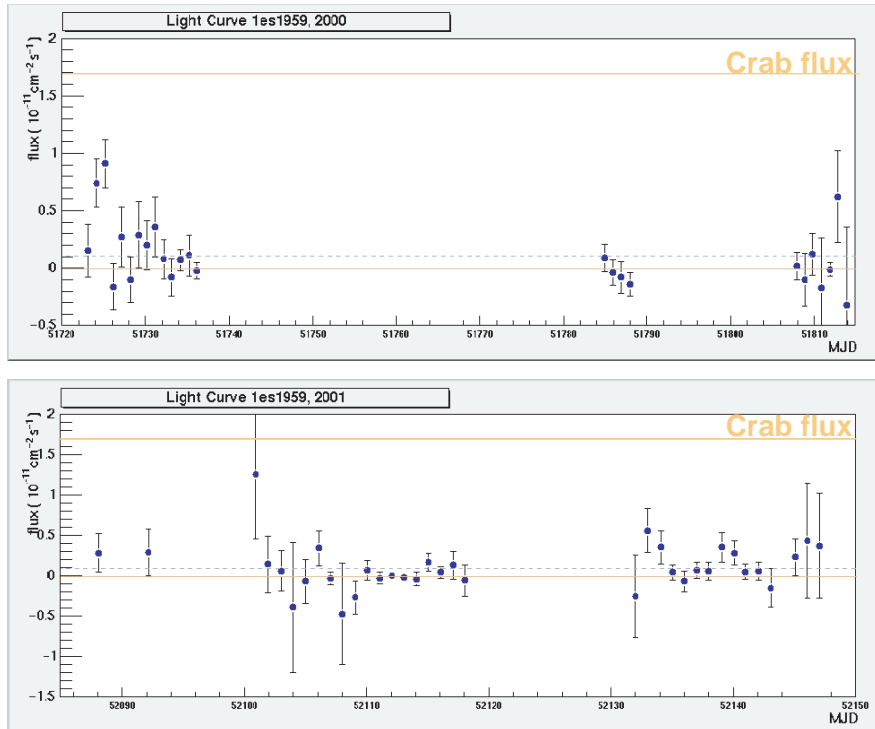 Light Curve 1es1959, 2000
Crab flux
flux ( 10⁻¹¹cm⁻²s⁻¹)
2
1.5
1
0.5
0
−0.5
51720 51730 51740 51750 51760 51770 51780 51790 51800 51810
MJD
Light Curve 1es1959, 2001
Crab flux
flux ( 10⁻¹¹cm⁻²s⁻¹)
2
1.5
1
0.5
0
−0.5
−1
−1.5
52090 52100 52110 52120 52130 52140 52150
MJD